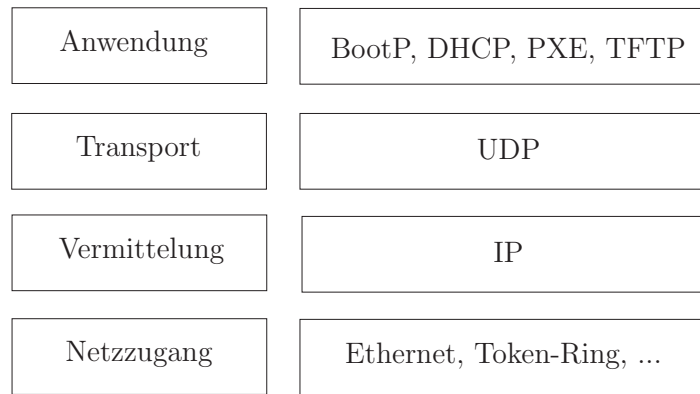 Anwendung
BootP, DHCP, PXE, TFTP
Transport
UDP
Vermittelung
IP
Netzzugang
Ethernet, Token-Ring, ...